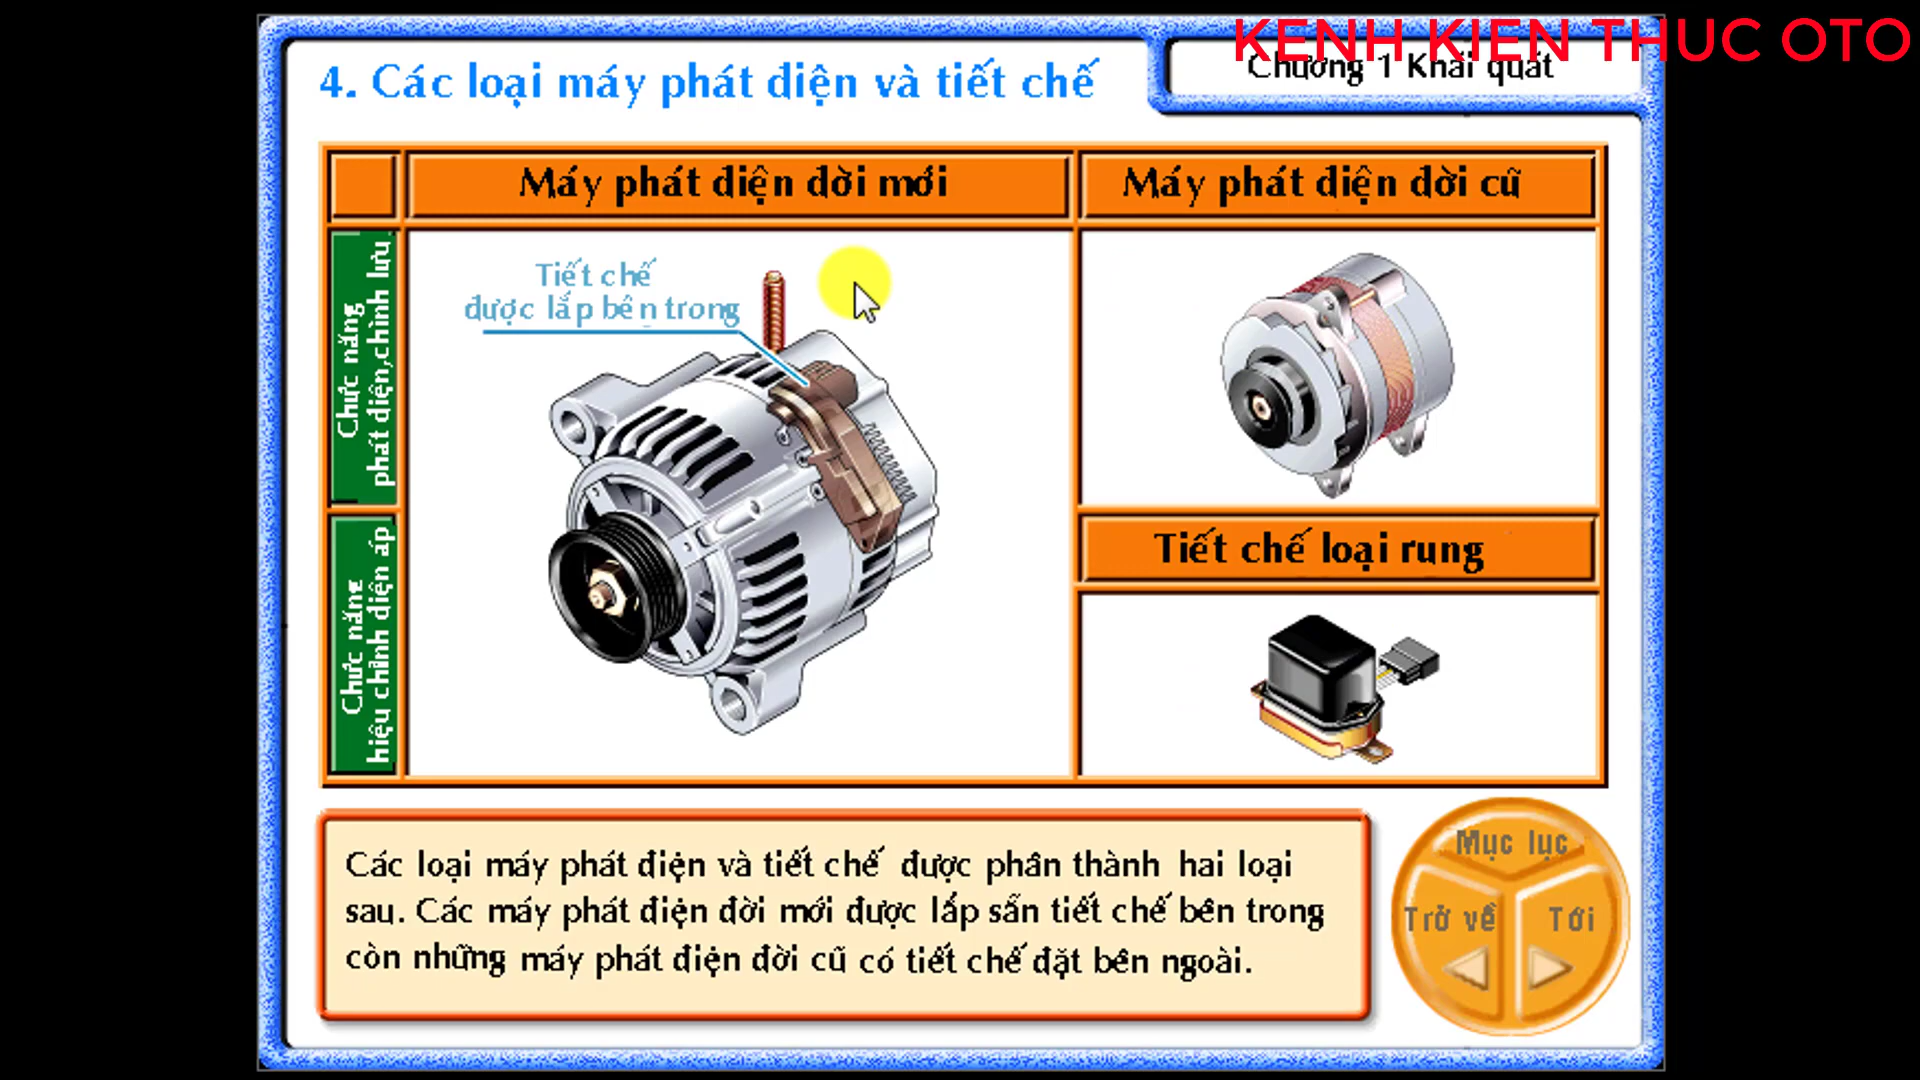 KENH KIEN THUC OTO
4. Các loại máy phát điện và tiết chế
Chương 1 Khái quát
Máy phát điện đời mới
Máy phát điện đời cũ
Chức năng
phát điện,chỉnh lưu
Tiết chế
được lắp bên trong
Tiết chế loại rung
Chức năng
hiệu chỉnh điện áp
Các loại máy phát điện và tiết chế được phân thành hai loại
sau. Các máy phát điện đời mới được lắp sẵn tiết chế bên trong
còn những máy phát điện đời cũ có tiết chế đặt bên ngoài.
Mục lục
Trở về
Tới